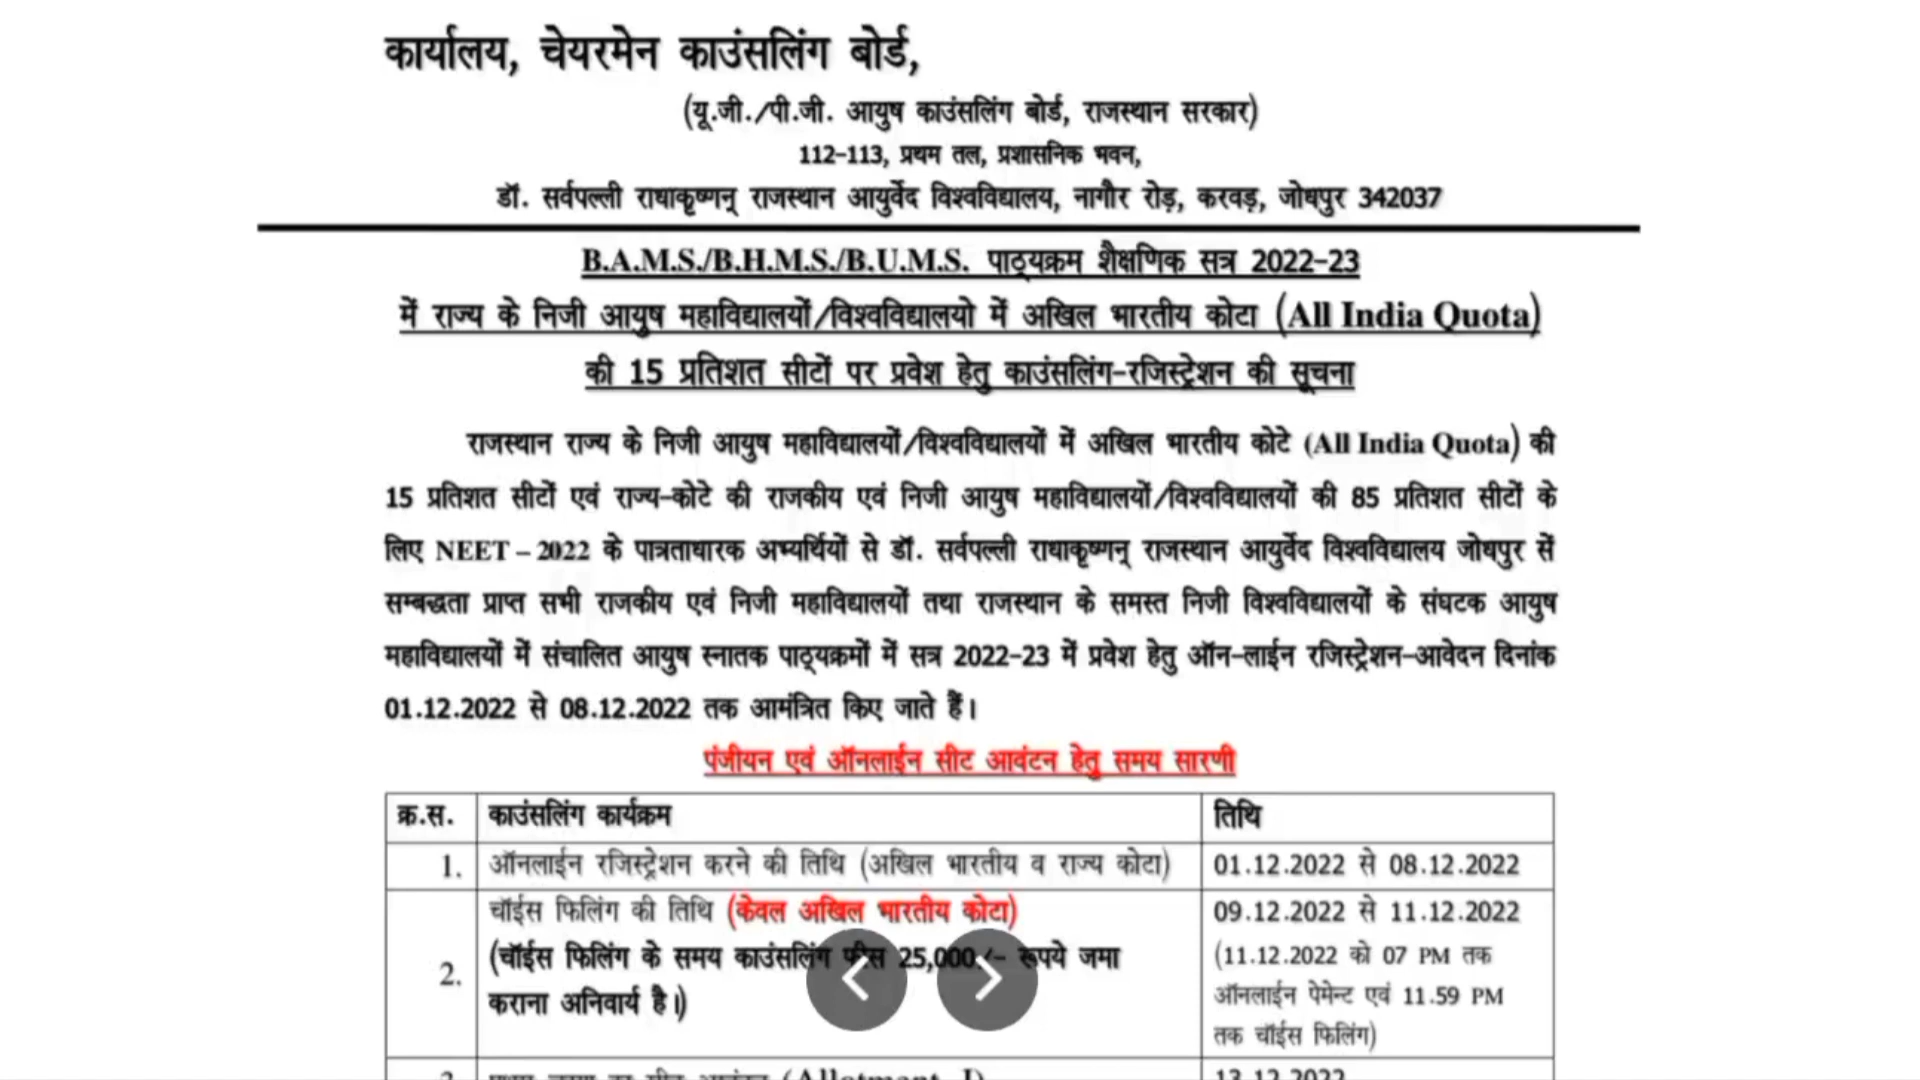 कार्यालय, चेयरमेन काउंसलिंग बोर्ड,
(यू.जी./पी.जी. आयुष काउंसलिंग बोर्ड, राजस्थान सरकार)
112-113, प्रथम तल, प्रशासनिक भवन,
डॉ. सर्वपल्ली राधाकृष्णन् राजस्थान आयुर्वेद विश्वविद्यालय, नागौर रोड़, करवड़, जोधपुर 342037
B.A.M.S./B.H.M.S./B.U.M.S. पाठ्यक्रम शैक्षणिक सत्र 2022-23
में राज्य के निजी आयुष महाविद्यालयों/विश्वविद्यालयो में अखिल भारतीय कोटा (All India Quota)
की 15 प्रतिशत सीटों पर प्रवेश हेतु काउंसलिंग-रजिस्ट्रेशन की सूचना
राजस्थान राज्य के निजी आयुष महाविद्यालयों/विश्वविद्यालयों में अखिल भारतीय कोटे (All India Quota) की
15 प्रतिशत सीटों एवं राज्य-कोटे की राजकीय एवं निजी आयुष महाविद्यालयों/विश्वविद्यालयों की 85 प्रतिशत सीटों के
लिए NEET – 2022 के पात्रताधारक अभ्यर्थियों से डॉ. सर्वपल्ली राधाकृष्णन् राजस्थान आयुर्वेद विश्वविद्यालय जोधपुर सें
सम्बद्धता प्राप्त सभी राजकीय एवं निजी महाविद्यालयों तथा राजस्थान के समस्त निजी विश्वविद्यालयों के संघटक आयुष
महाविद्यालयों में संचालित आयुष स्नातक पाठ्यक्रमों में सत्र 2022-23 में प्रवेश हेतु ऑन-लाईन रजिस्ट्रेशन-आवेदन दिनांक
01.12.2022 से 08.12.2022 तक आमंत्रित किए जाते हैं।
पंजीयन एवं ऑनलाईन सीट आवंटन हेतु समय सारणी
क्र.स. काउंसलिंग कार्यक्रम तिथि
1. ऑनलाईन रजिस्ट्रेशन करने की तिथि (अखिल भारतीय व राज्य कोटा) 01.12.2022 से 08.12.2022
2. चॉईस फिलिंग की तिथि (केवल अखिल भारतीय कोटा)
(चॉईस फिलिंग के समय काउंसलिंग फीस 25,000/- रूपये जमा
कराना अनिवार्य है।)
09.12.2022 से 11.12.2022
(11.12.2022 को 07 PM तक
ऑनलाईन पेमेन्ट एवं 11.59 PM
तक चॉईस फिलिंग)
(Allotment-I) 13.12.2022